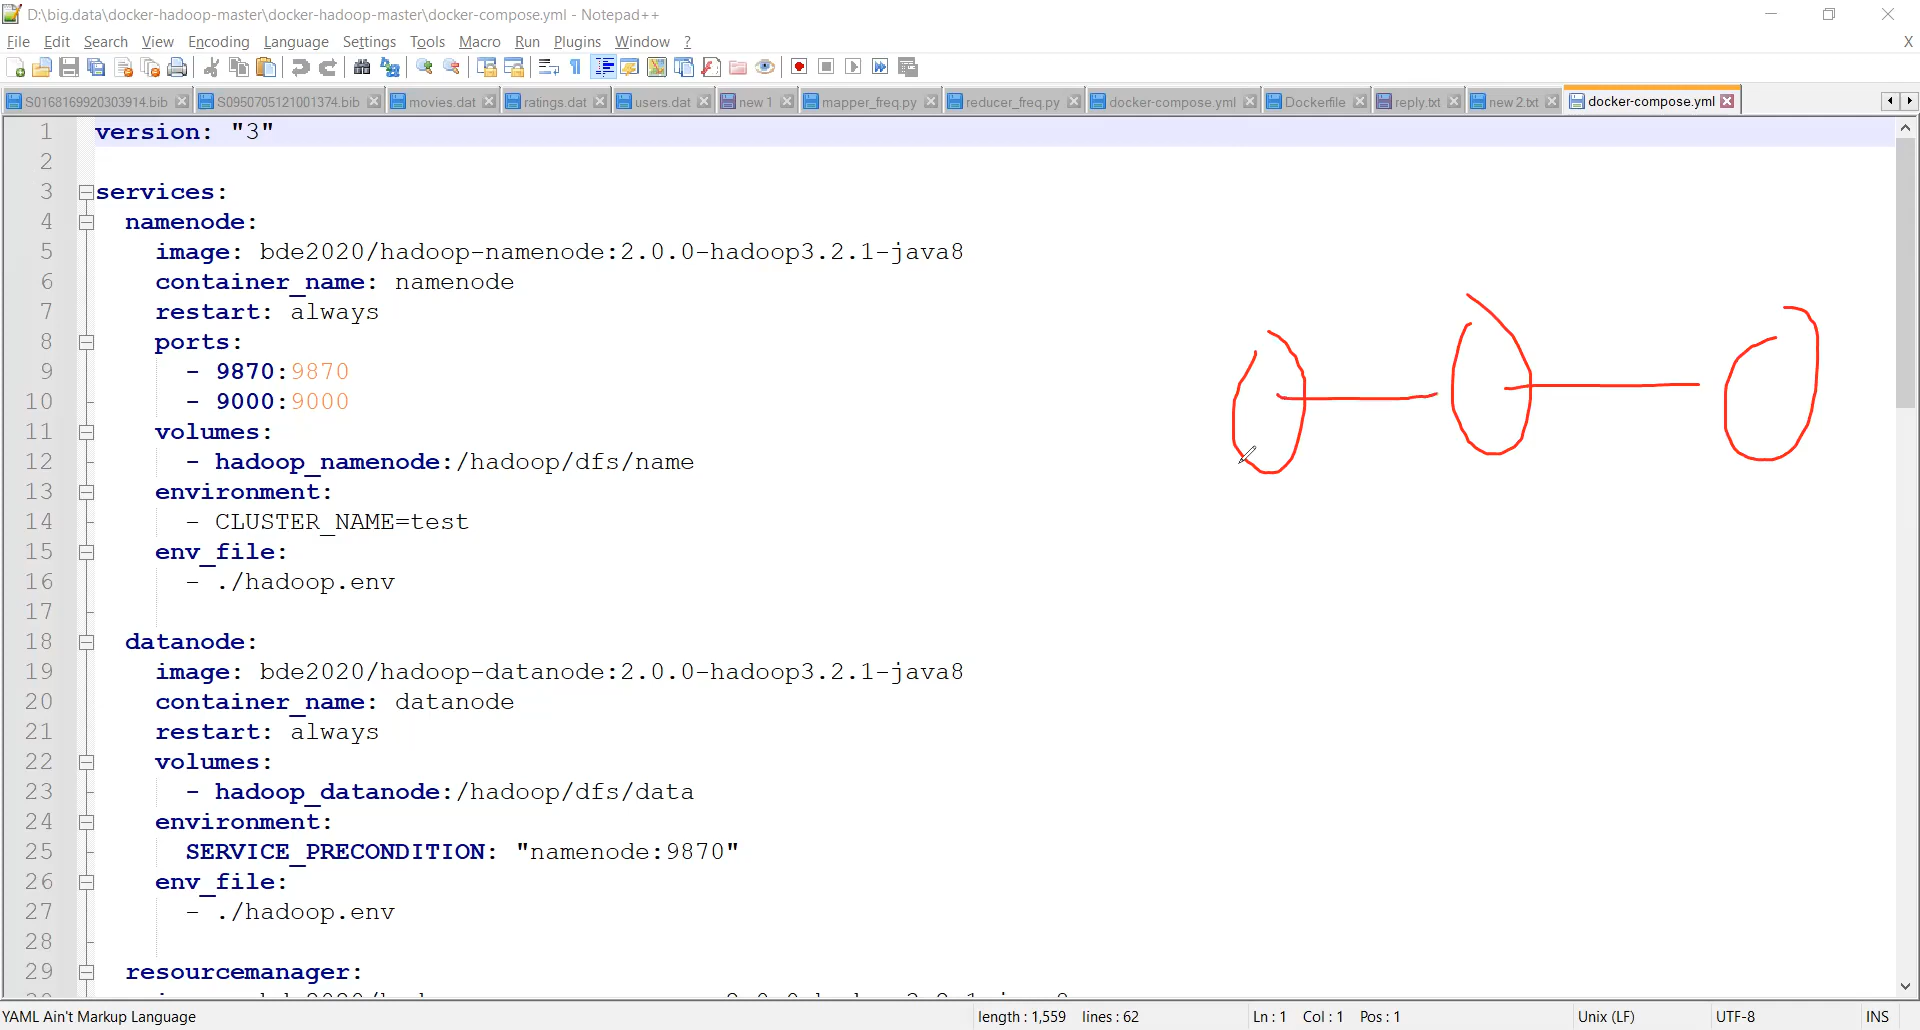 D:\big.data\docker-hadoop-master\docker-hadoop-master\docker-compose.yml - Notepad++
File Edit Search View Encoding Language Settings Tools Macro Run Plugins Window ? X
S0168169920303914.bib S0950705121001374.bib movies.dat ratings.dat users.dat new 1 mapper_freq.py reducer_freq.py docker-compose.yml Dockerfile reply.txt new 2.txt docker-compose.yml
1 version: "3"
2
3 services:
4 namenode:
5 image: bde2020/hadoop-namenode:2.0.0-hadoop3.2.1-java8
6 container_name: namenode
7 restart: always
8 ports:
9 - 9870:9870
10 - 9000:9000
11 volumes:
12 - hadoop_namenode:/hadoop/dfs/name
13 environment:
14 - CLUSTER_NAME=test
15 env_file:
16 - ./hadoop.env
17
18 datanode:
19 image: bde2020/hadoop-datanode:2.0.0-hadoop3.2.1-java8
20 container_name: datanode
21 restart: always
22 volumes:
23 - hadoop_datanode:/hadoop/dfs/data
24 environment:
25 SERVICE_PRECONDITION: "namenode:9870"
26 env_file:
27 - ./hadoop.env
28
29 resourcemanager:
YAML Ain't Markup Language length : 1,559 lines : 62 Ln : 1 Col : 1 Pos : 1 Unix (LF) UTF-8 INS